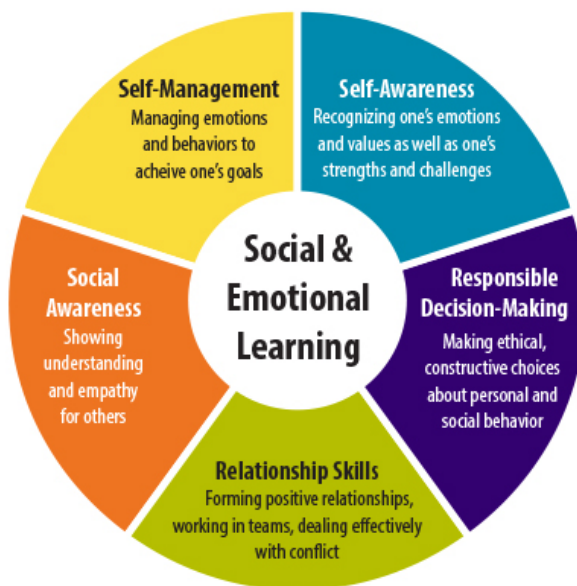 Social &
Emotional
Learning
Self-Awareness
Recognizing one's emotions
and values as well as one's
strengths and challenges
Responsible
Decision-Making
Making ethical,
constructive choices
about personal and
social behavior
Relationship Skills
Forming positive relationships,
working in teams, dealing effectively
with conflict
Social
Awareness
Showing
understanding
and empathy
for others
Self-Management
Managing emotions
and behaviors to
acheive one's goals